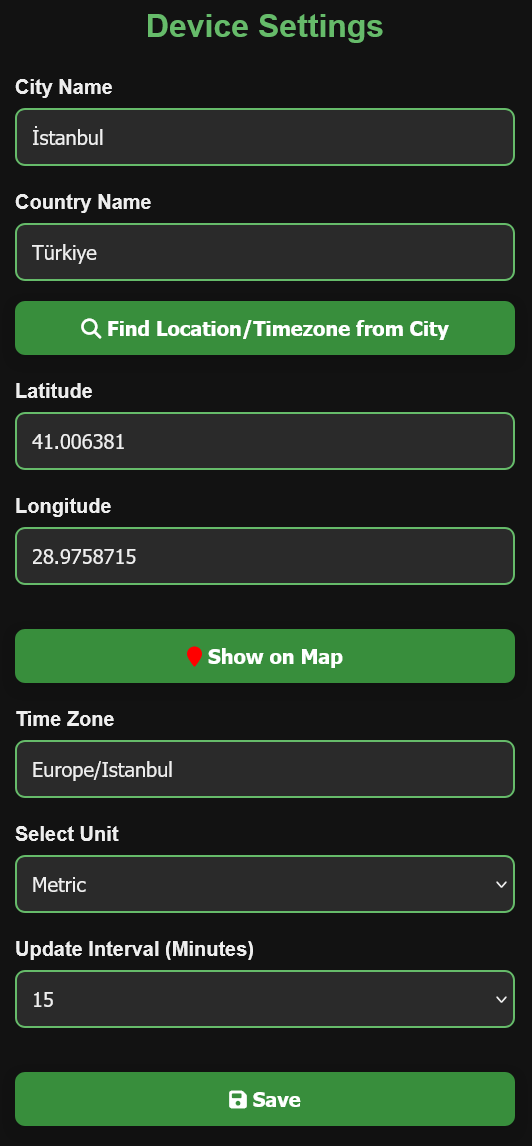 Device Settings
City Name
İstanbul
Country Name
Türkiye
Find Location/Timezone from City
Latitude
41.006381
Longitude
28.9758715
Show on Map
Time Zone
Europe/Istanbul
Select Unit
Metric
Update Interval (Minutes)
15
Save